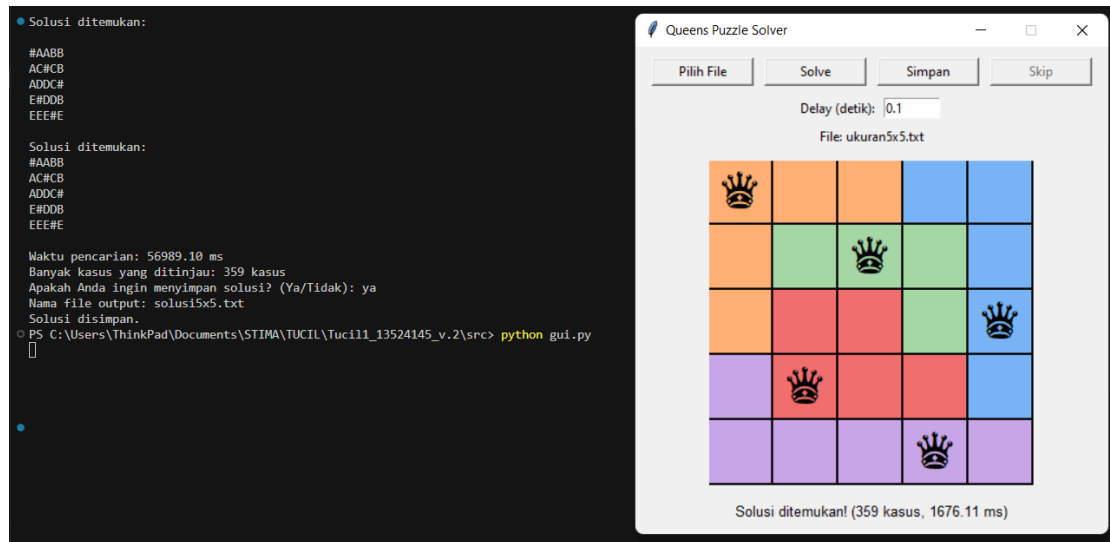 Solusi ditemukan:
#AABB
AC#CB
ADDC#
E#DDB
EEE#E
Solusi ditemukan:
#AABB
AC#CB
ADDC#
E#DDB
EEE#E
Waktu pencarian: 56989.10 ms
Banyak kasus yang ditinjau: 359 kasus
Apakah Anda ingin menyimpan solusi? (Ya/Tidak): ya
Nama file output: solusi5x5.txt
Solusi disimpan.
PS C:\Users\ThinkPad\Documents\STIMA\TUCIL\Tucil1_13524145_v.2\src> python gui.py
Queens Puzzle Solver
Pilih File Solve Simpan Skip
Delay (detik): 0.1
File: ukuran5x5.txt
Solusi ditemukan! (359 kasus, 1676.11 ms)